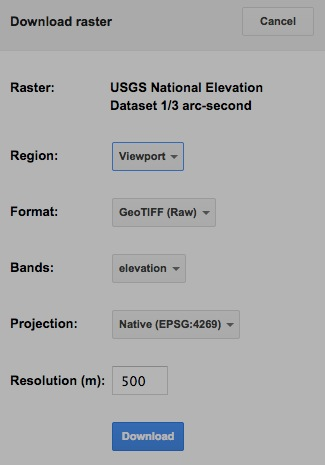 Download raster
Cancel
Raster:
USGS National Elevation
Dataset 1/3 arc-second
Region:
Viewport
Format:
GeoTIFF (Raw)
Bands:
elevation
Projection:
Native (EPSG:4269)
Resolution (m):
500
Download